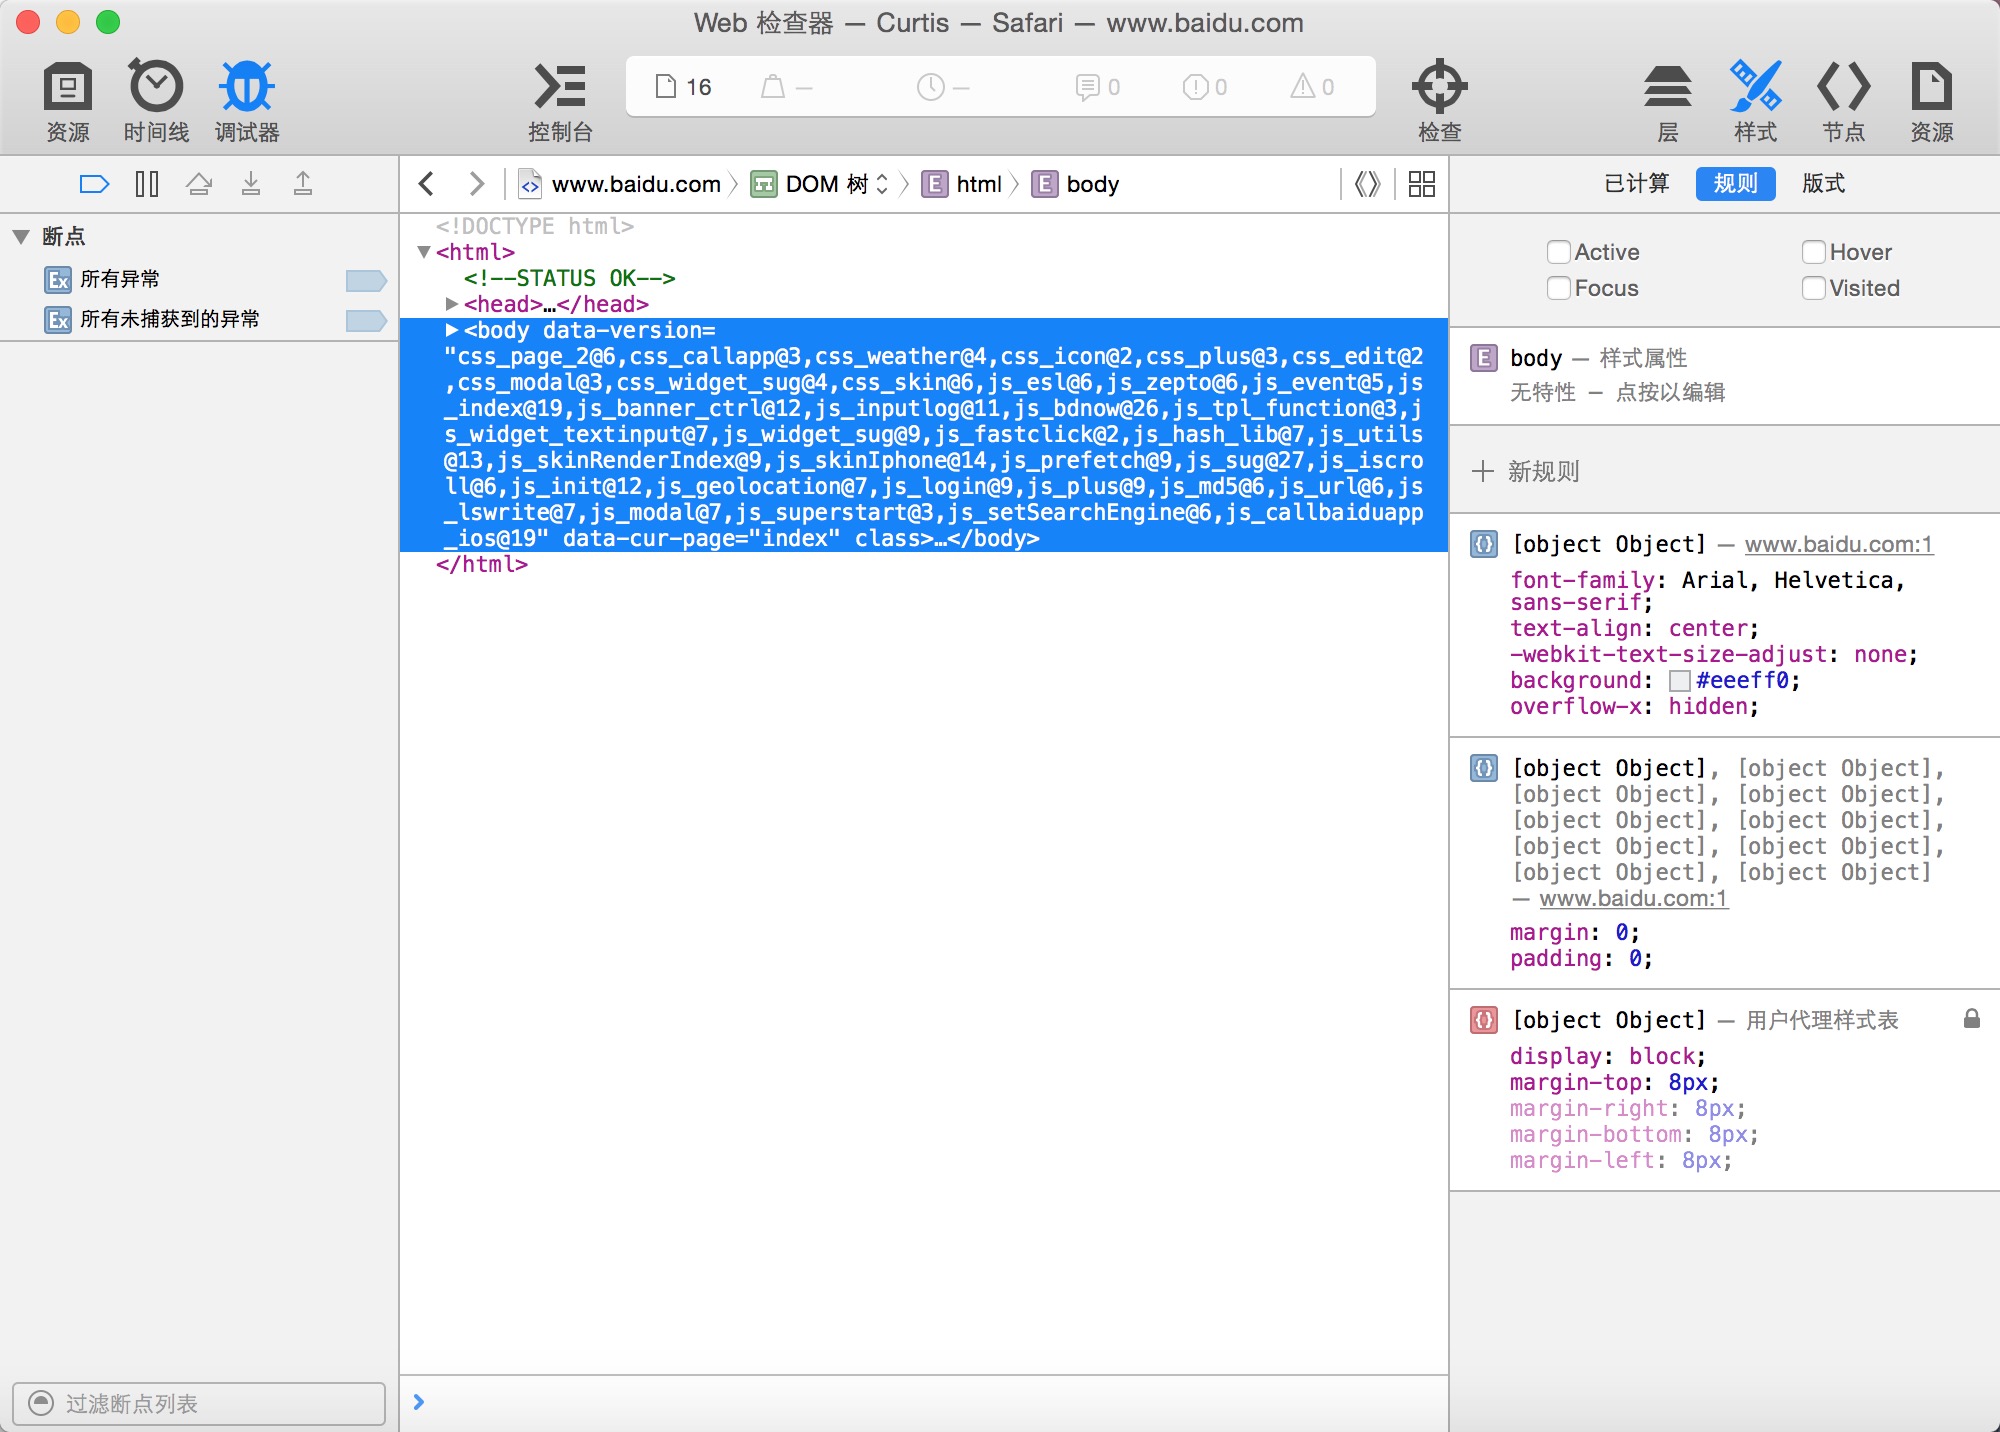 Web 检查器 — Curtis — Safari — www.baidu.com
资源
时间线
调试器
控制台
16
—
—
0
0
0
检查
层
样式
节点
资源
www.baidu.com
DOM 树
E html
E body
已计算
规则
版式
断点
Ex 所有异常
Ex 所有未捕获到的异常
过滤断点列表
<!DOCTYPE html>
<html>
<!--STATUS OK-->
<head>…</head>
<body data-version=
"css_page_2@6,css_callapp@3,css_weather@4,css_icon@2,css_plus@3,css_edit@2
,css_modal@3,css_widget_sug@4,css_skin@6,js_esl@6,js_zepto@6,js_event@5,js
_index@19,js_banner_ctrl@12,js_inputlog@11,js_bdnow@26,js_tpl_function@3,j
s_widget_textinput@7,js_widget_sug@9,js_fastclick@2,js_hash_lib@7,js_utils
@13,js_skinRenderIndex@9,js_skinIphone@14,js_prefetch@9,js_sug@27,js_iscro
ll@6,js_init@12,js_geolocation@7,js_login@9,js_plus@9,js_md5@6,js_url@6,js
_lswrite@7,js_modal@7,js_superstart@3,js_setSearchEngine@6,js_callbaiduapp
_ios@19" data-cur-page="index" class>…</body>
</html>
Active
Hover
Focus
Visited
E body — 样式属性
无特性 — 点按以编辑
新规则
{} [object Object] — www.baidu.com:1
font-family: Arial, Helvetica,
sans-serif;
text-align: center;
-webkit-text-size-adjust: none;
background: #eeeff0;
overflow-x: hidden;
{} [object Object], [object Object],
[object Object], [object Object],
[object Object], [object Object],
[object Object], [object Object],
[object Object], [object Object]
— www.baidu.com:1
margin: 0;
padding: 0;
{} [object Object] — 用户代理样式表
display: block;
margin-top: 8px;
margin-right: 8px;
margin-bottom: 8px;
margin-left: 8px;